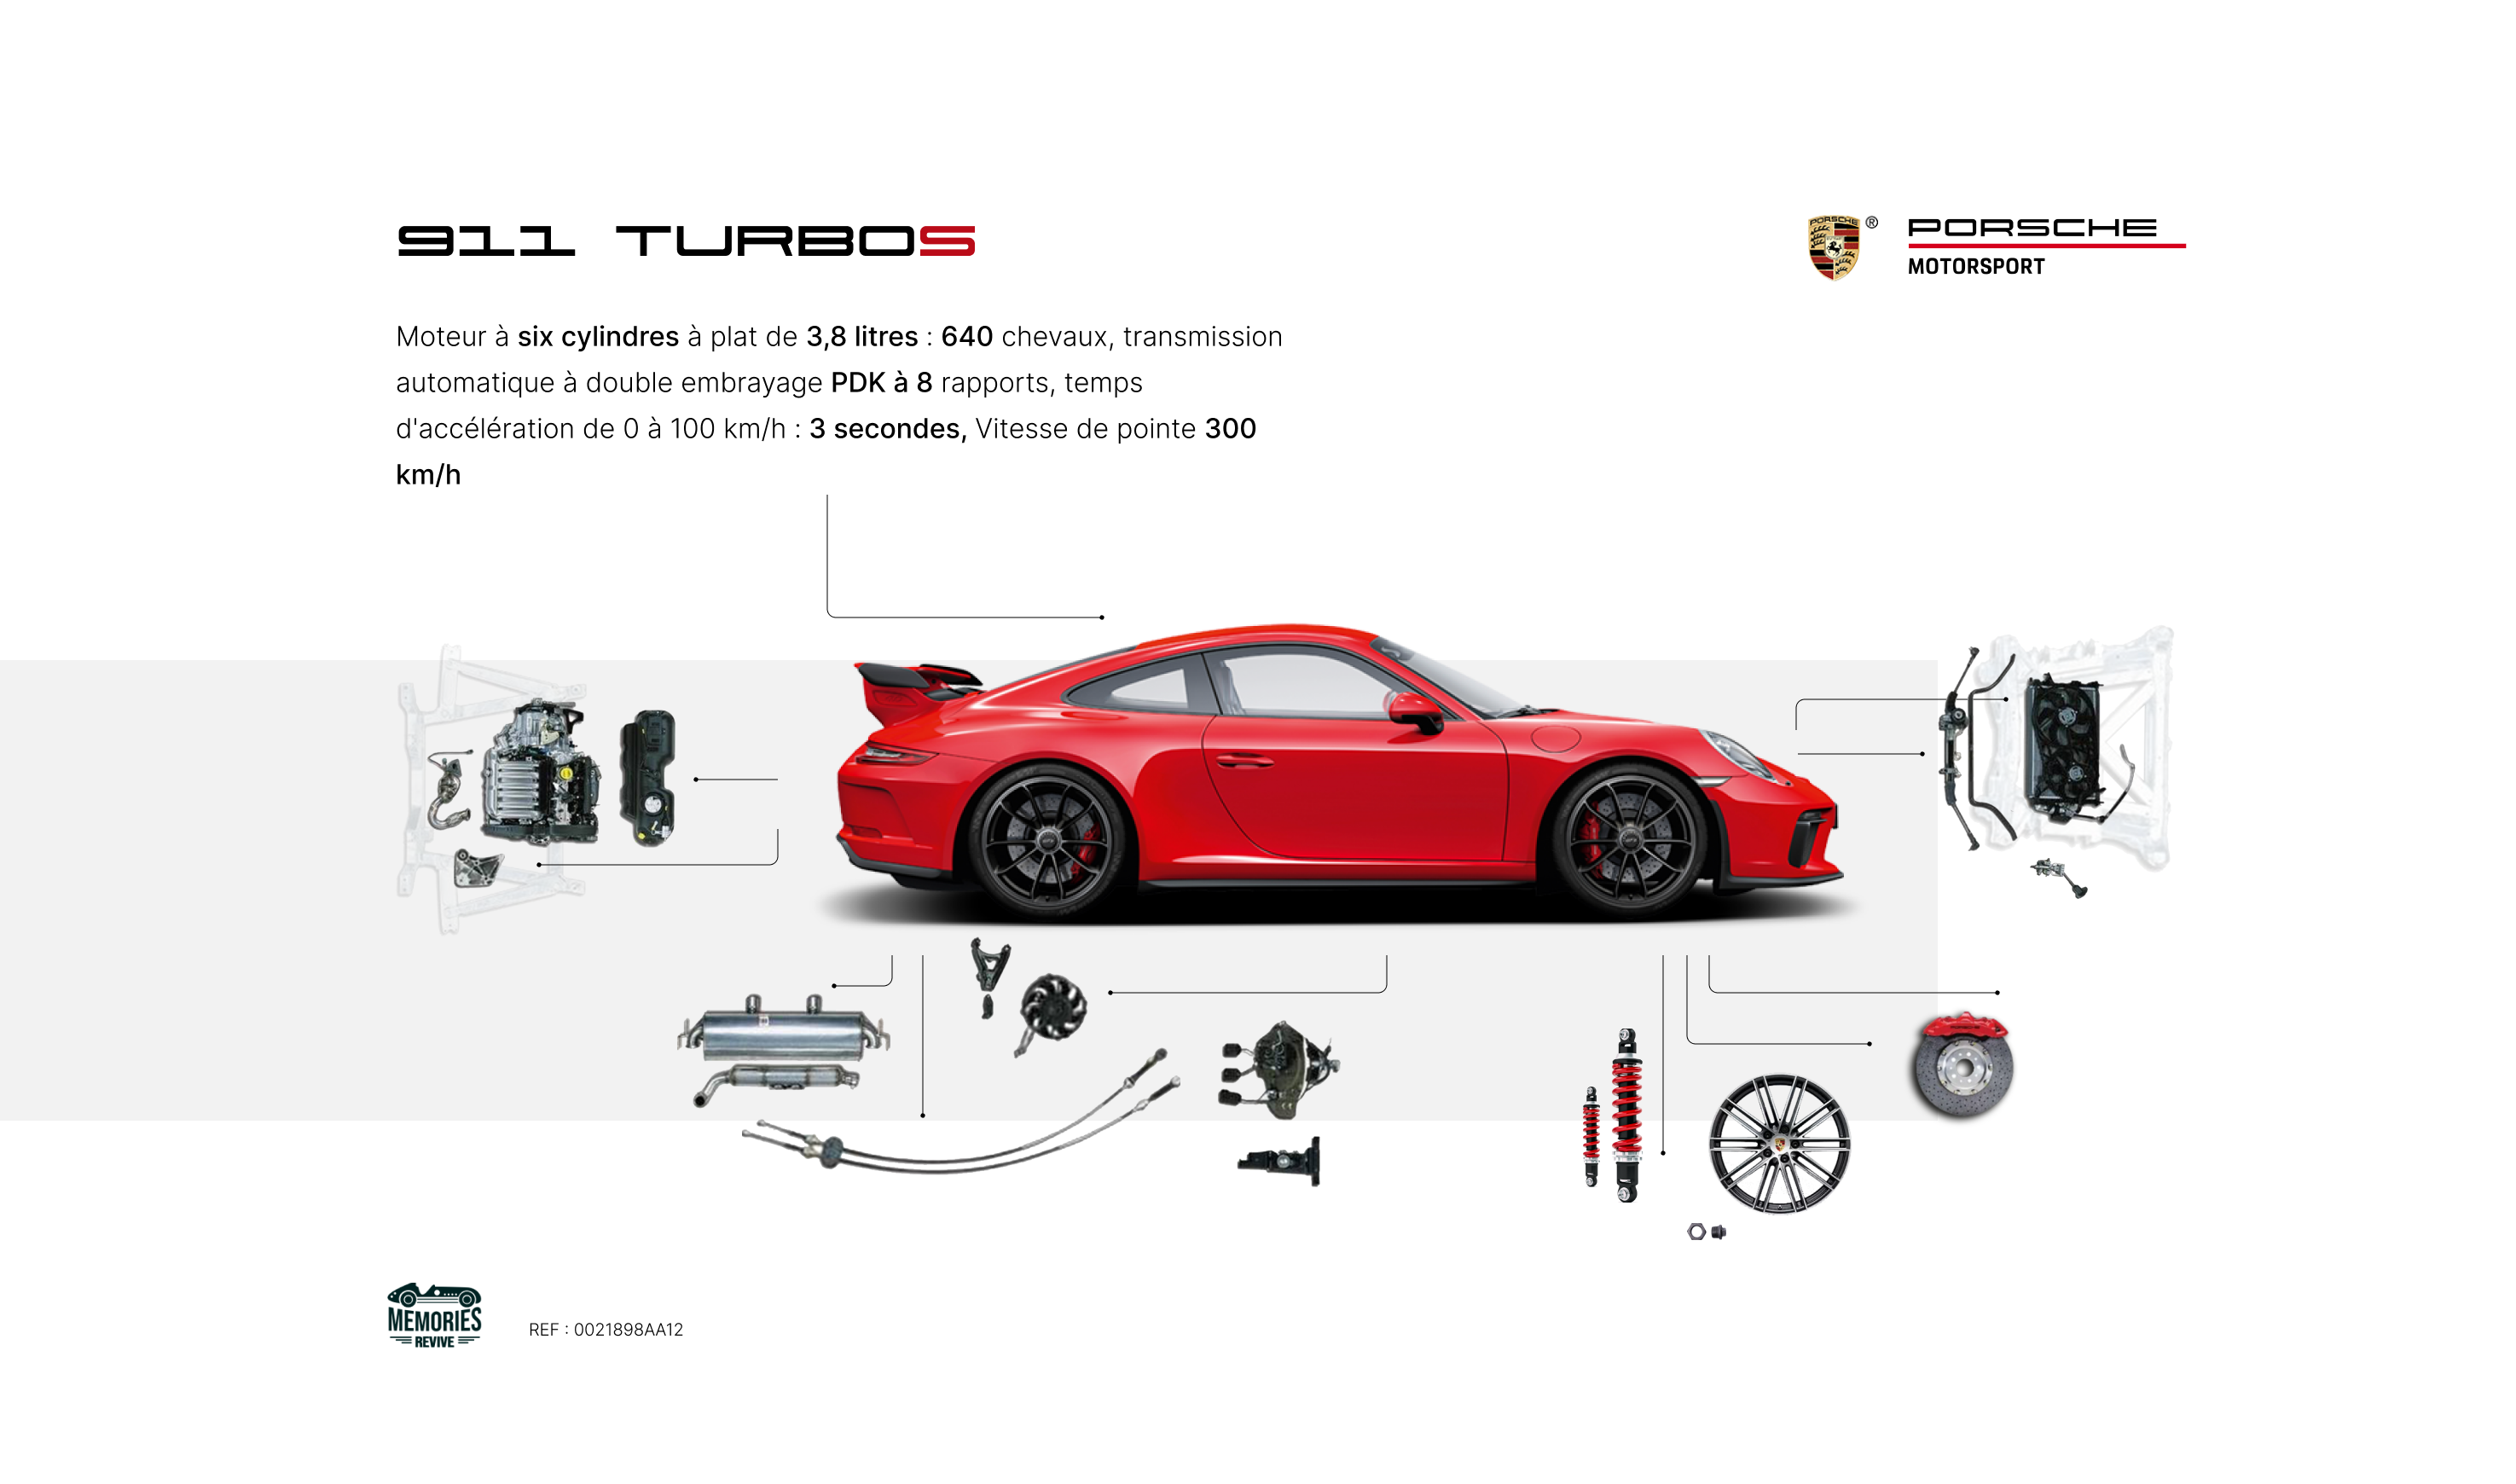 911 TURBOS
PORSCHE
®
PORSCHE
MOTORSPORT
Moteur à six cylindres à plat de 3,8 litres : 640 chevaux, transmission
automatique à double embrayage PDK à 8 rapports, temps
d'accélération de 0 à 100 km/h : 3 secondes, Vitesse de pointe 300
km/h
PORSCHE
MEMORIES
REVIVE
REF : 0021898AA12